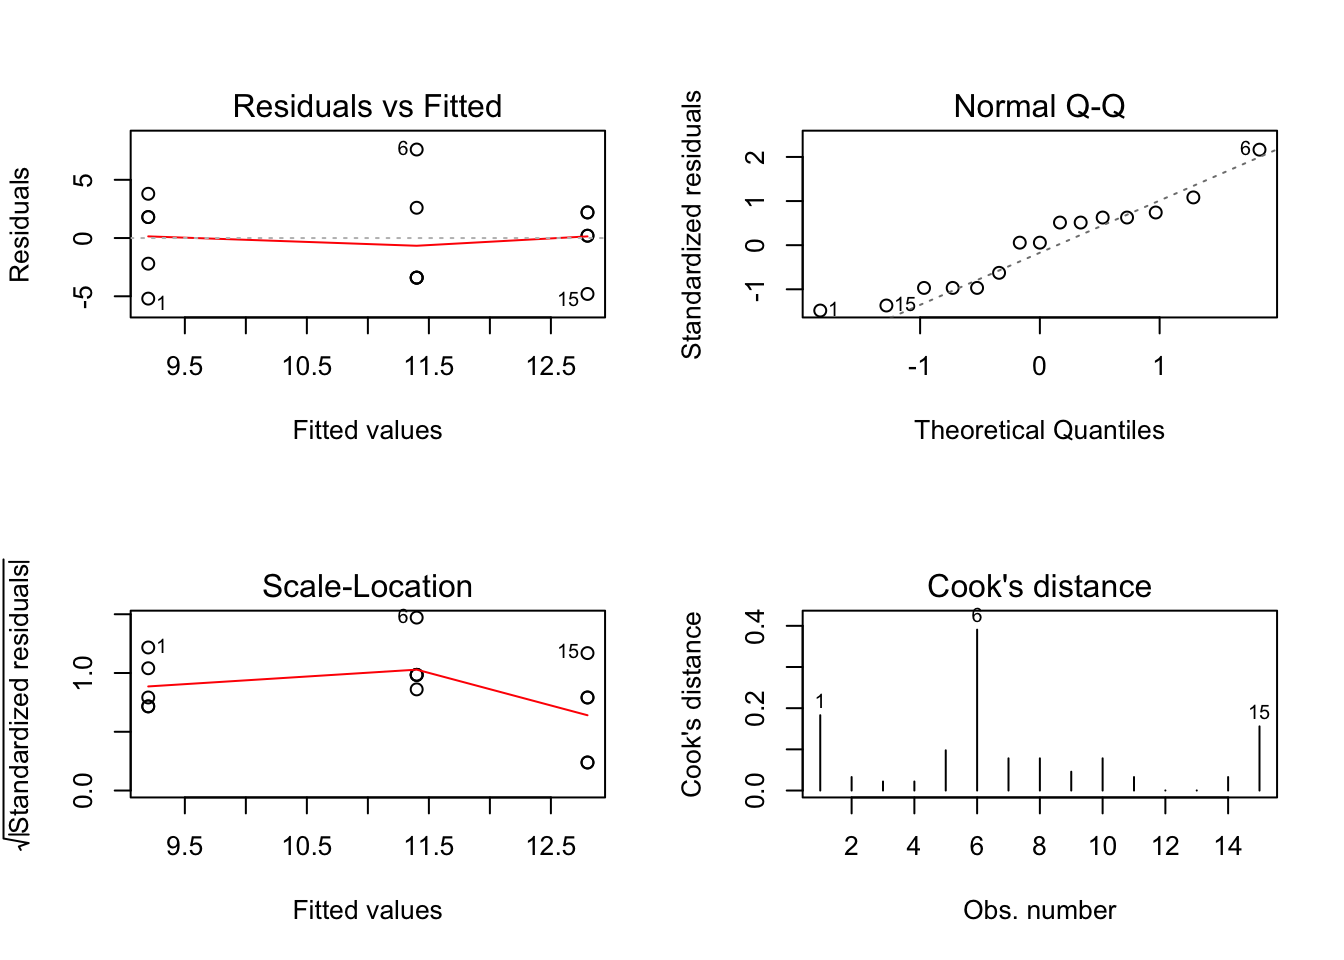 Residuals vs Fitted
Residuals
5
0
-5
6
1
15
9.5 10.5 11.5 12.5
Fitted values
Normal Q-Q
Standardized residuals
2
1
0
-1
1
15
6
-1 0 1
Theoretical Quantiles
Scale-Location
√|Standardized residuals|
1.0
0.0
1
6
15
9.5 10.5 11.5 12.5
Fitted values
Cook's distance
Cook's distance
0.4
0.2
0.0
1
6
15
2 4 6 8 10 12 14
Obs. number